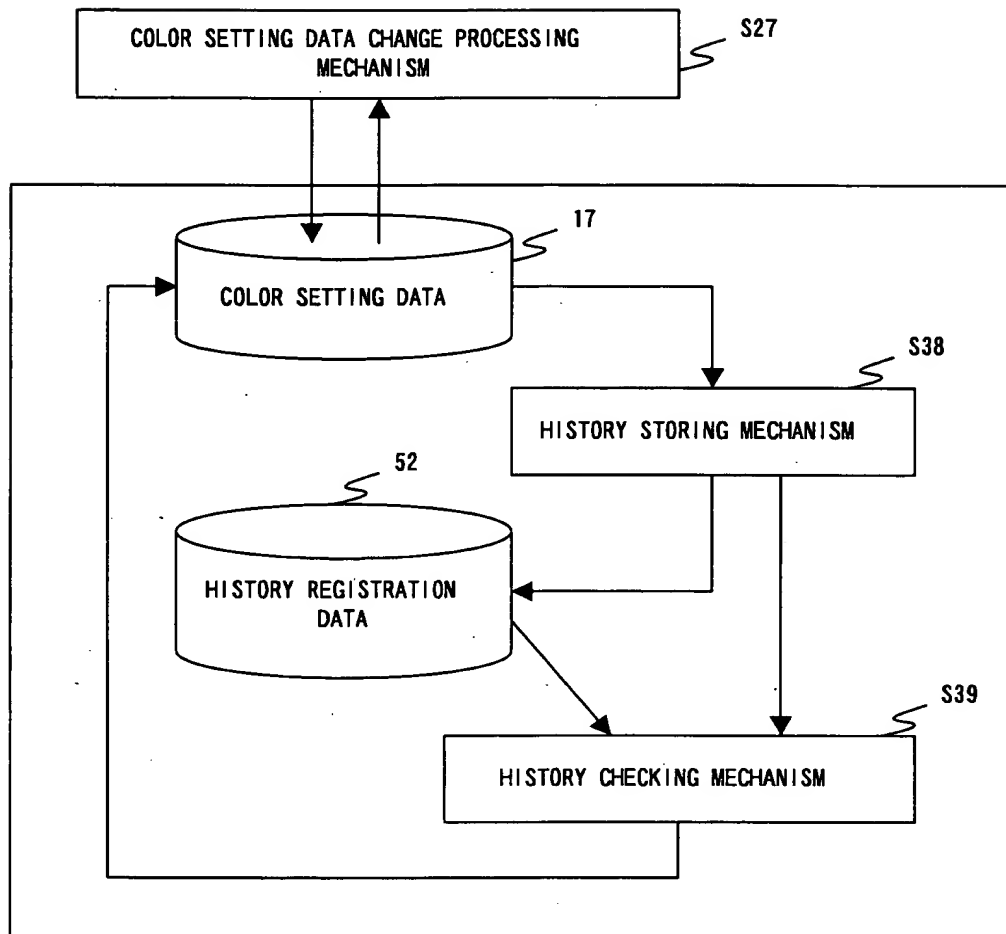 COLOR SETTING DATA CHANGE PROCESSING
MECHANISM
S27
17
COLOR SETTING DATA
S38
HISTORY STORING MECHANISM
52
HISTORY REGISTRATION
DATA
S39
HISTORY CHECKING MECHANISM